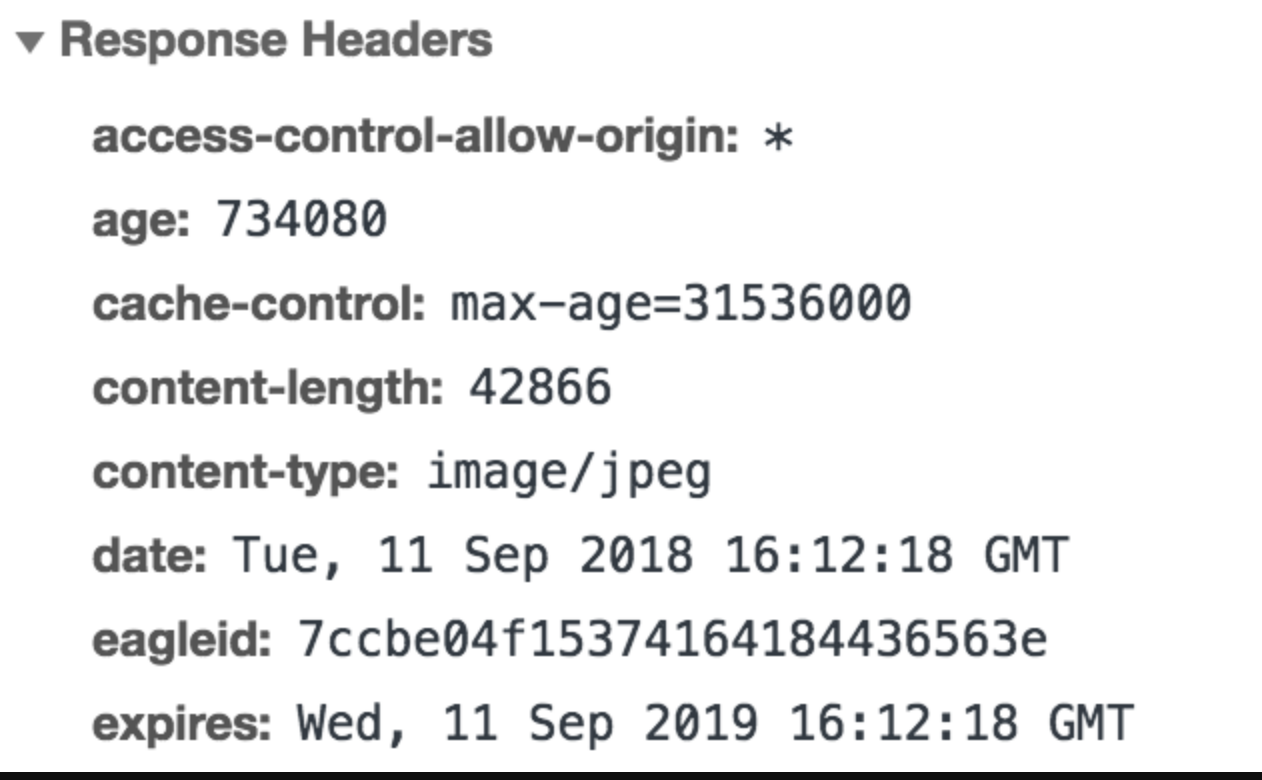 Response Headers
access-control-allow-origin: *
age: 734080
cache-control: max-age=31536000
content-length: 42866
content-type: image/jpeg
date: Tue, 11 Sep 2018 16:12:18 GMT
eagleid: 7ccbe04f15374164184436563e
expires: Wed, 11 Sep 2019 16:12:18 GMT